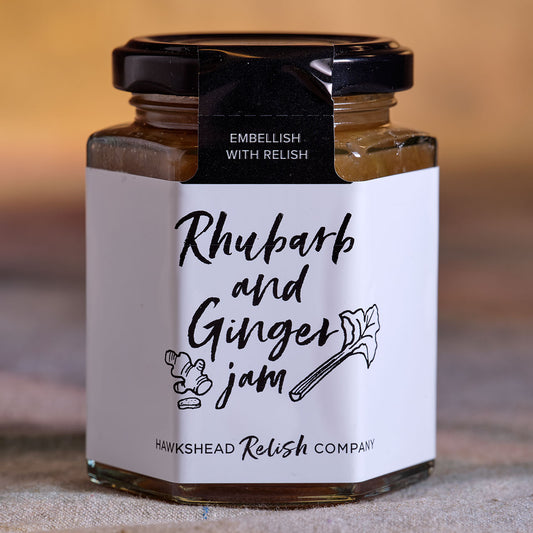 EMBELLISH
WITH RELISH
Rhubarb
and
Ginger
jam
HAWKSHEAD Relish COMPANY